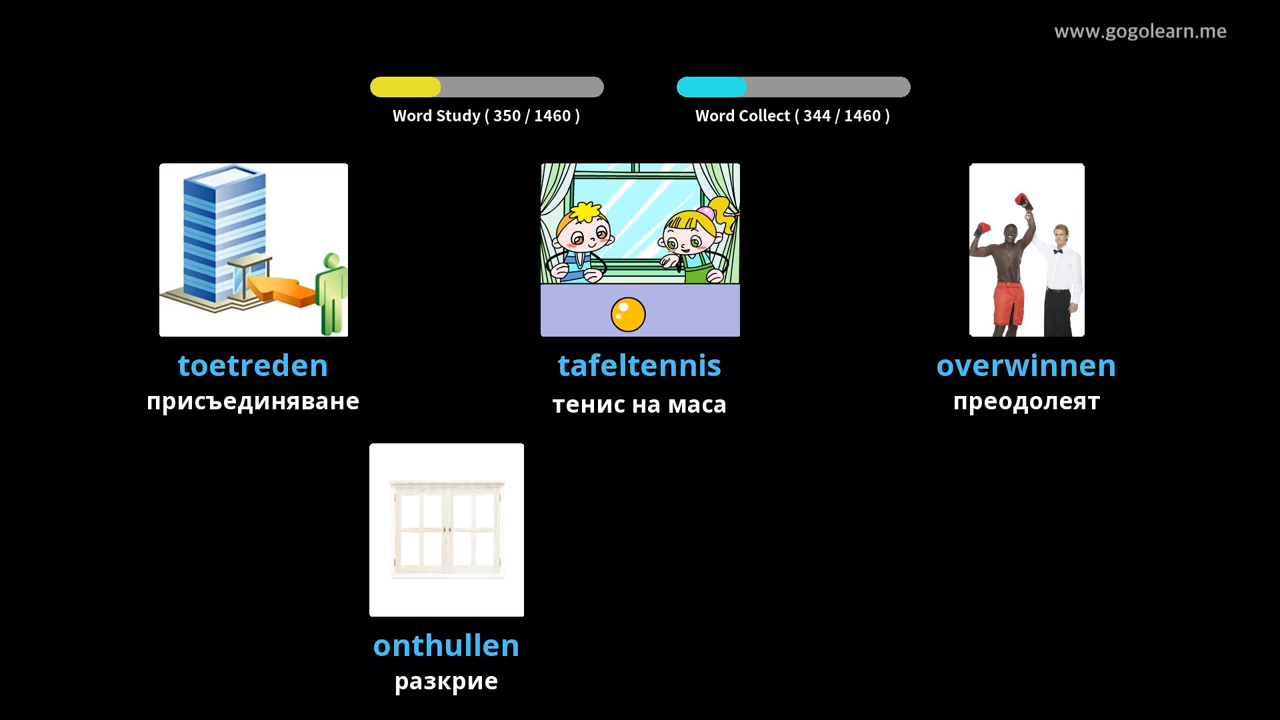 www.gogolearn.me
Word Study ( 350 / 1460 )
Word Collect ( 344 / 1460 )
toetreden
присъединяване
tafeltennis
тенис на маса
overwinnen
преодолеят
onthullen
разкрие